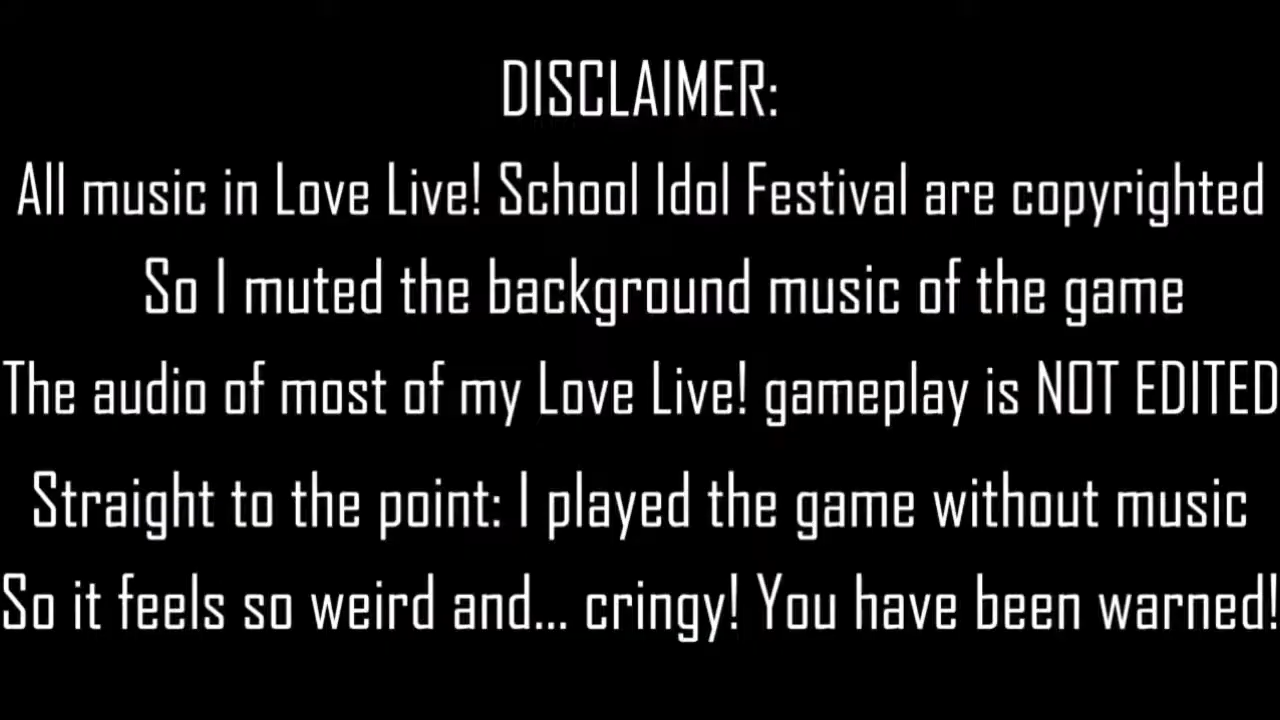 DISCLAIMER:
All music in Love Live! School Idol Festival are copyrighted
So I muted the background music of the game
The audio of most of my Love Live! gameplay is NOT EDITED
Straight to the point: I played the game without music
So it feels so weird and... cringy! You have been warned!